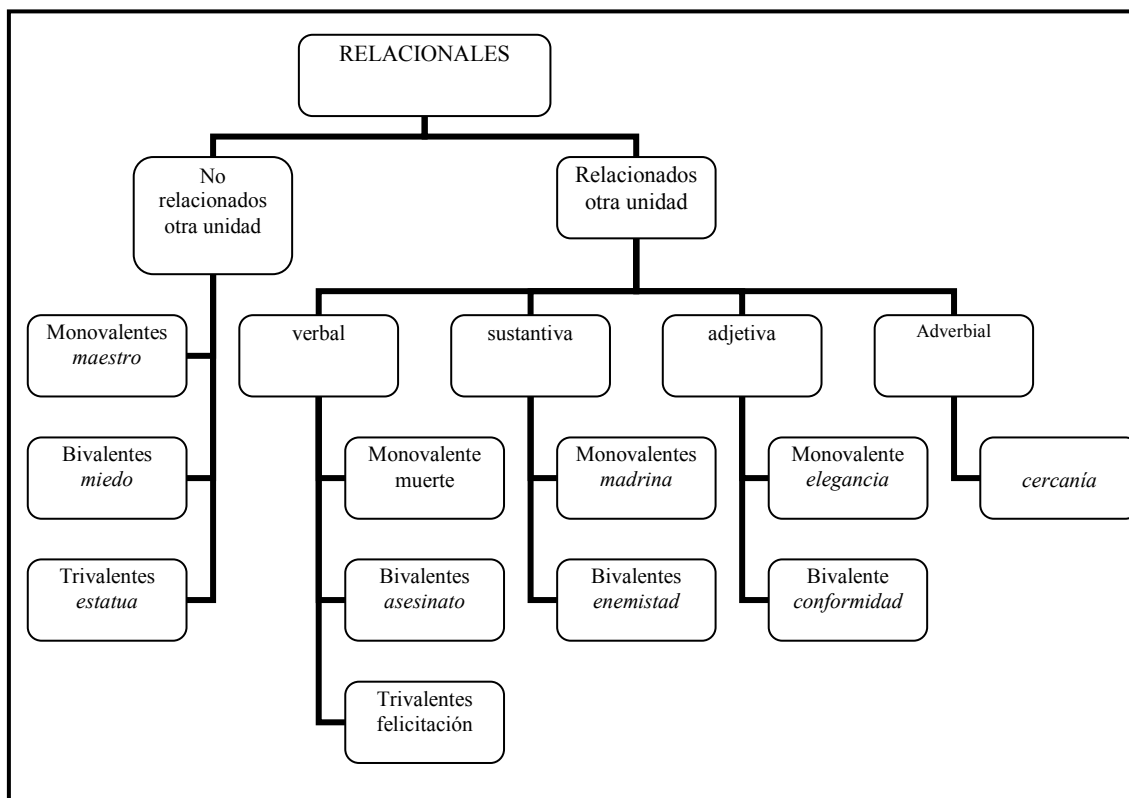 RELACIONALES
No
relacionados
otra unidad
Relacionados
otra unidad
Monovalentes
maestro
Bivalentes
miedo
Trivalentes
estatua
verbal
sustantiva
adjetiva
Adverbial
Monovalente
muerte
Bivalentes
asesinato
Trivalentes
felicitación
Monovalentes
madrina
Bivalentes
enemistad
Monovalente
elegancia
Bivalente
conformidad
cercanía